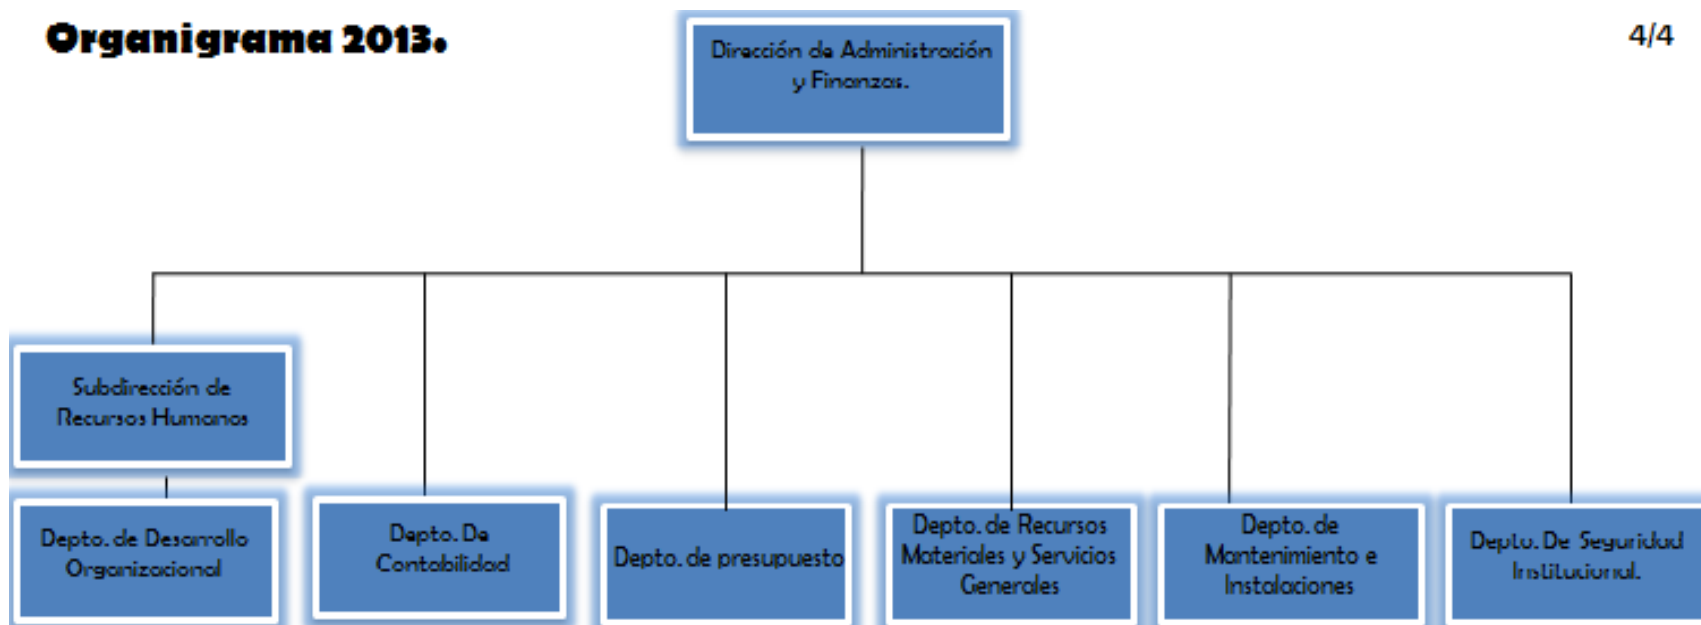 Organigrama 2013.
4/4
Dirección de Administración
y Finanzas.
Subdirección de
Recursos Humanos
Depto. de Desarrollo
Organizacional
Depto. De
Contabilidad
Depto. de presupuesto
Depto. de Recursos
Materiales y Servicios
Generales
Depto. de
Mantenimiento e
Instalaciones
Depto. De Seguridad
Institucional.